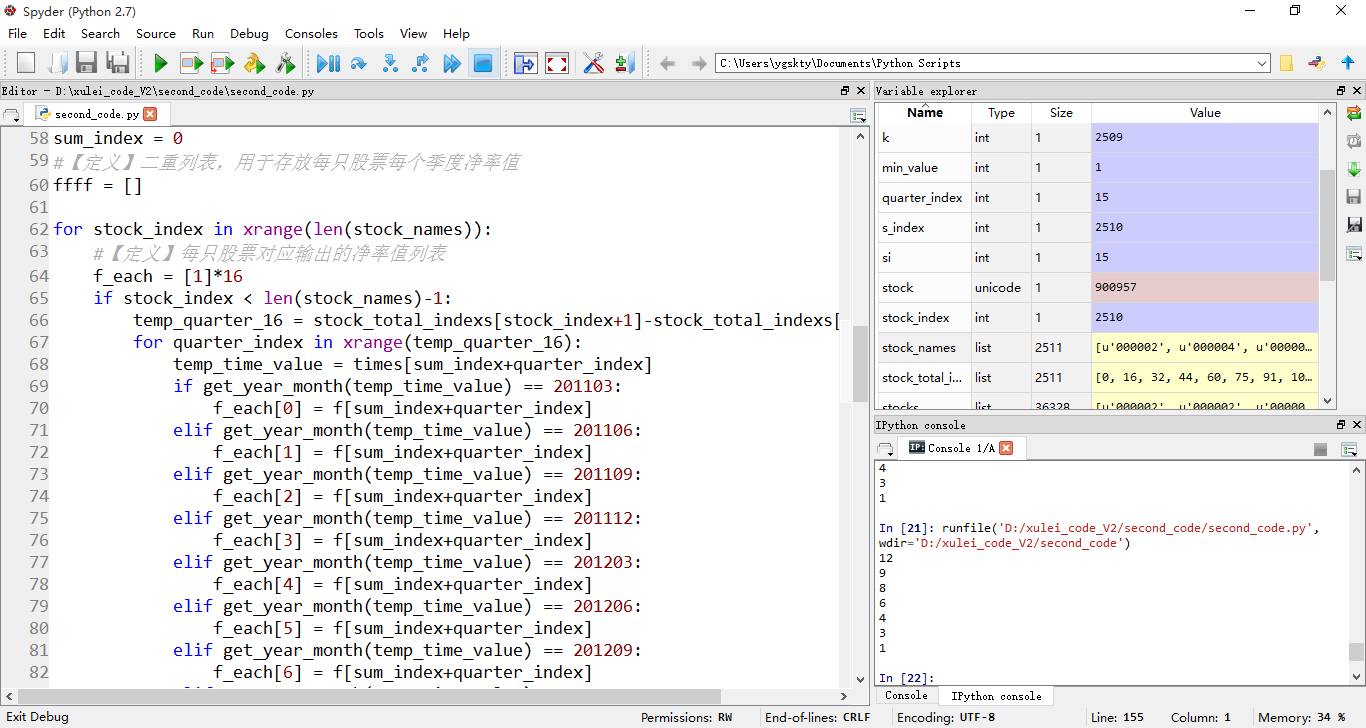 Spyder (Python 2.7)
File Edit Search Source Run Debug Consoles Tools View Help
C:\Users\ygskty\Documents\Python Scripts
Editor - D:\xulei_code_V2\second_code\second_code.py
second_code.py
58 sum_index = 0
59 #【定义】二重列表，用于存放每只股票每个季度净率值
60 ffff = []
61
62 for stock_index in xrange(len(stock_names)):
63 #【定义】每只股票对应输出的净率值列表
64 f_each = [1]*16
65 if stock_index < len(stock_names)-1:
66 temp_quarter_16 = stock_total_indexs[stock_index+1]-stock_total_indexs[
67 for quarter_index in xrange(temp_quarter_16):
68 temp_time_value = times[sum_index+quarter_index]
69 if get_year_month(temp_time_value) == 201103:
70 f_each[0] = f[sum_index+quarter_index]
71 elif get_year_month(temp_time_value) == 201106:
72 f_each[1] = f[sum_index+quarter_index]
73 elif get_year_month(temp_time_value) == 201109:
74 f_each[2] = f[sum_index+quarter_index]
75 elif get_year_month(temp_time_value) == 201112:
76 f_each[3] = f[sum_index+quarter_index]
77 elif get_year_month(temp_time_value) == 201203:
78 f_each[4] = f[sum_index+quarter_index]
79 elif get_year_month(temp_time_value) == 201206:
80 f_each[5] = f[sum_index+quarter_index]
81 elif get_year_month(temp_time_value) == 201209:
82 f_each[6] = f[sum_index+quarter_index]
Variable explorer
Name Type Size Value
k int 1 2509
min_value int 1 1
quarter_index int 1 15
s_index int 1 2510
si int 1 15
stock unicode 1 900957
stock_index int 1 2510
stock_names list 2511 [u'000002', u'000004', u'00000...
stock_total_i... list 2511 [0, 16, 32, 44, 60, 75, 91, 10...
stocks list 36328 [u'000002', u'000002', u'00000
IPython console
IP: Console 1/A
4
3
1
In [21]: runfile('D:/xulei_code_V2/second_code/second_code.py',
wdir='D:/xulei_code_V2/second_code')
12
9
8
6
4
3
1
In [22]:
Console IPython console
Exit Debug Permissions: RW End-of-lines: CRLF Encoding: UTF-8 Line: 155 Column: 1 Memory: 34 %